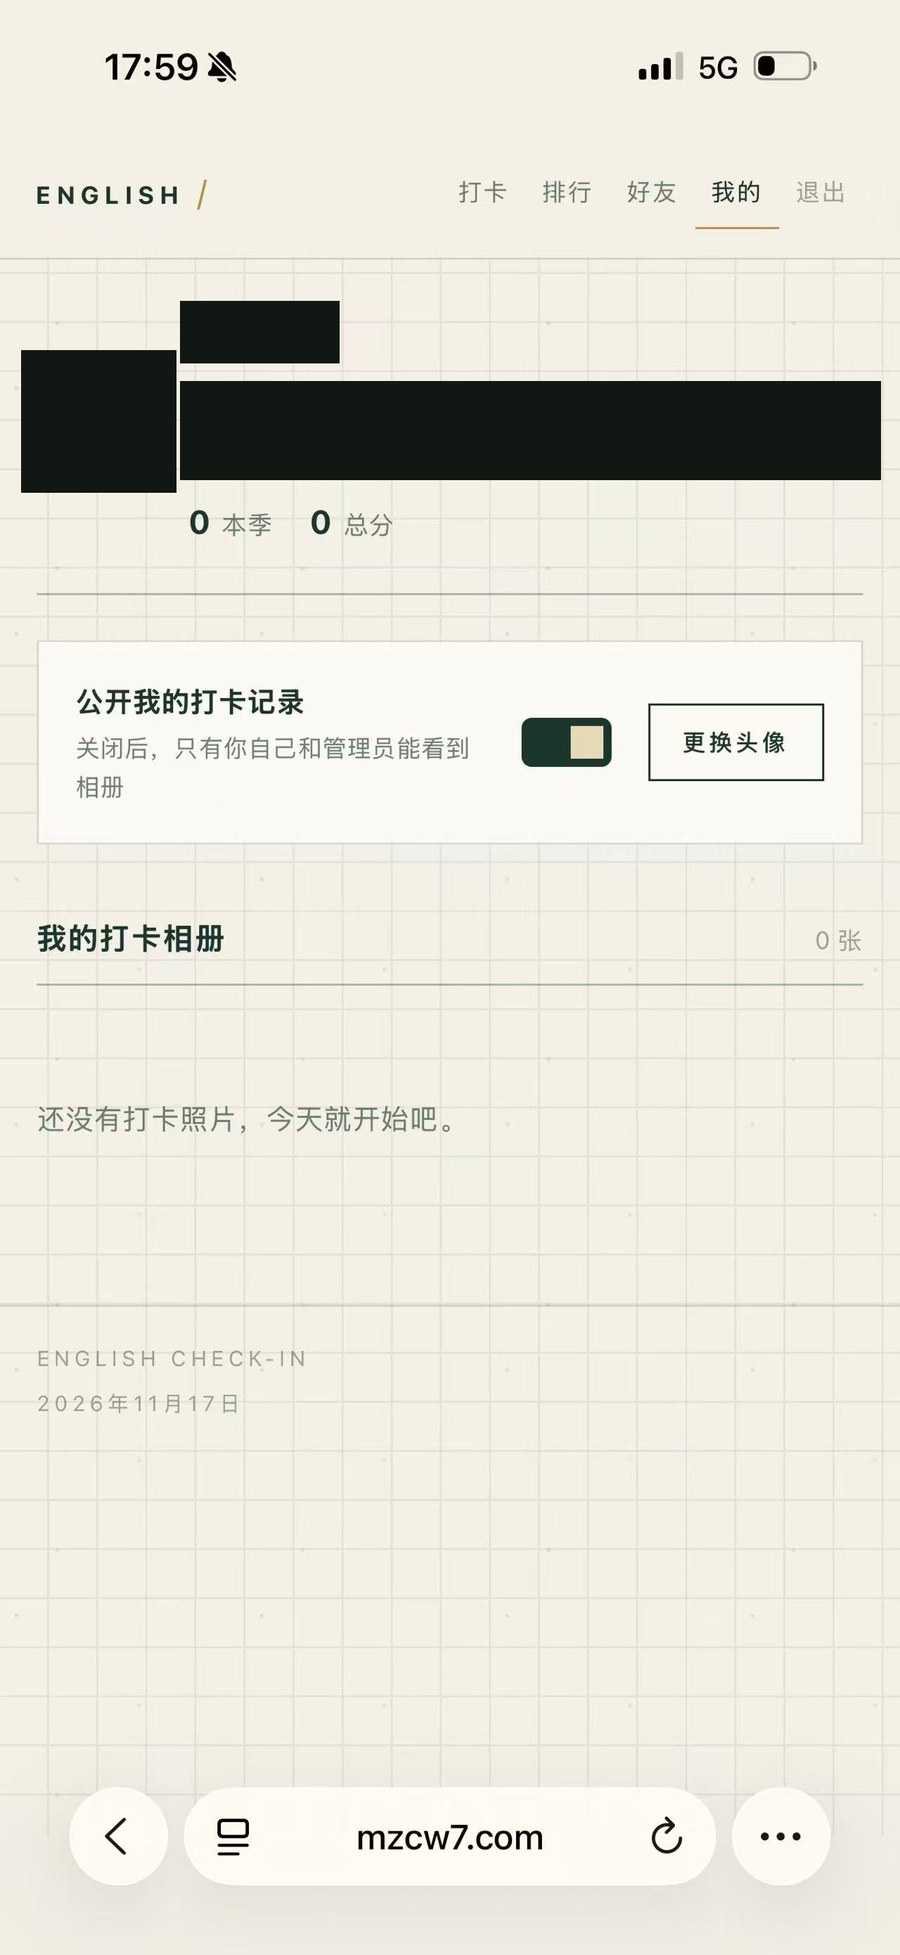 17:59 5G
ENGLISH / 打卡 排行 好友 我的 退出
0 本季 0 总分
公开我的打卡记录
关闭后，只有你自己和管理员能看到
相册
更换头像
我的打卡相册 0 张
还没有打卡照片，今天就开始吧。
ENGLISH CHECK-IN
2026年11月17日
mzcw7.com